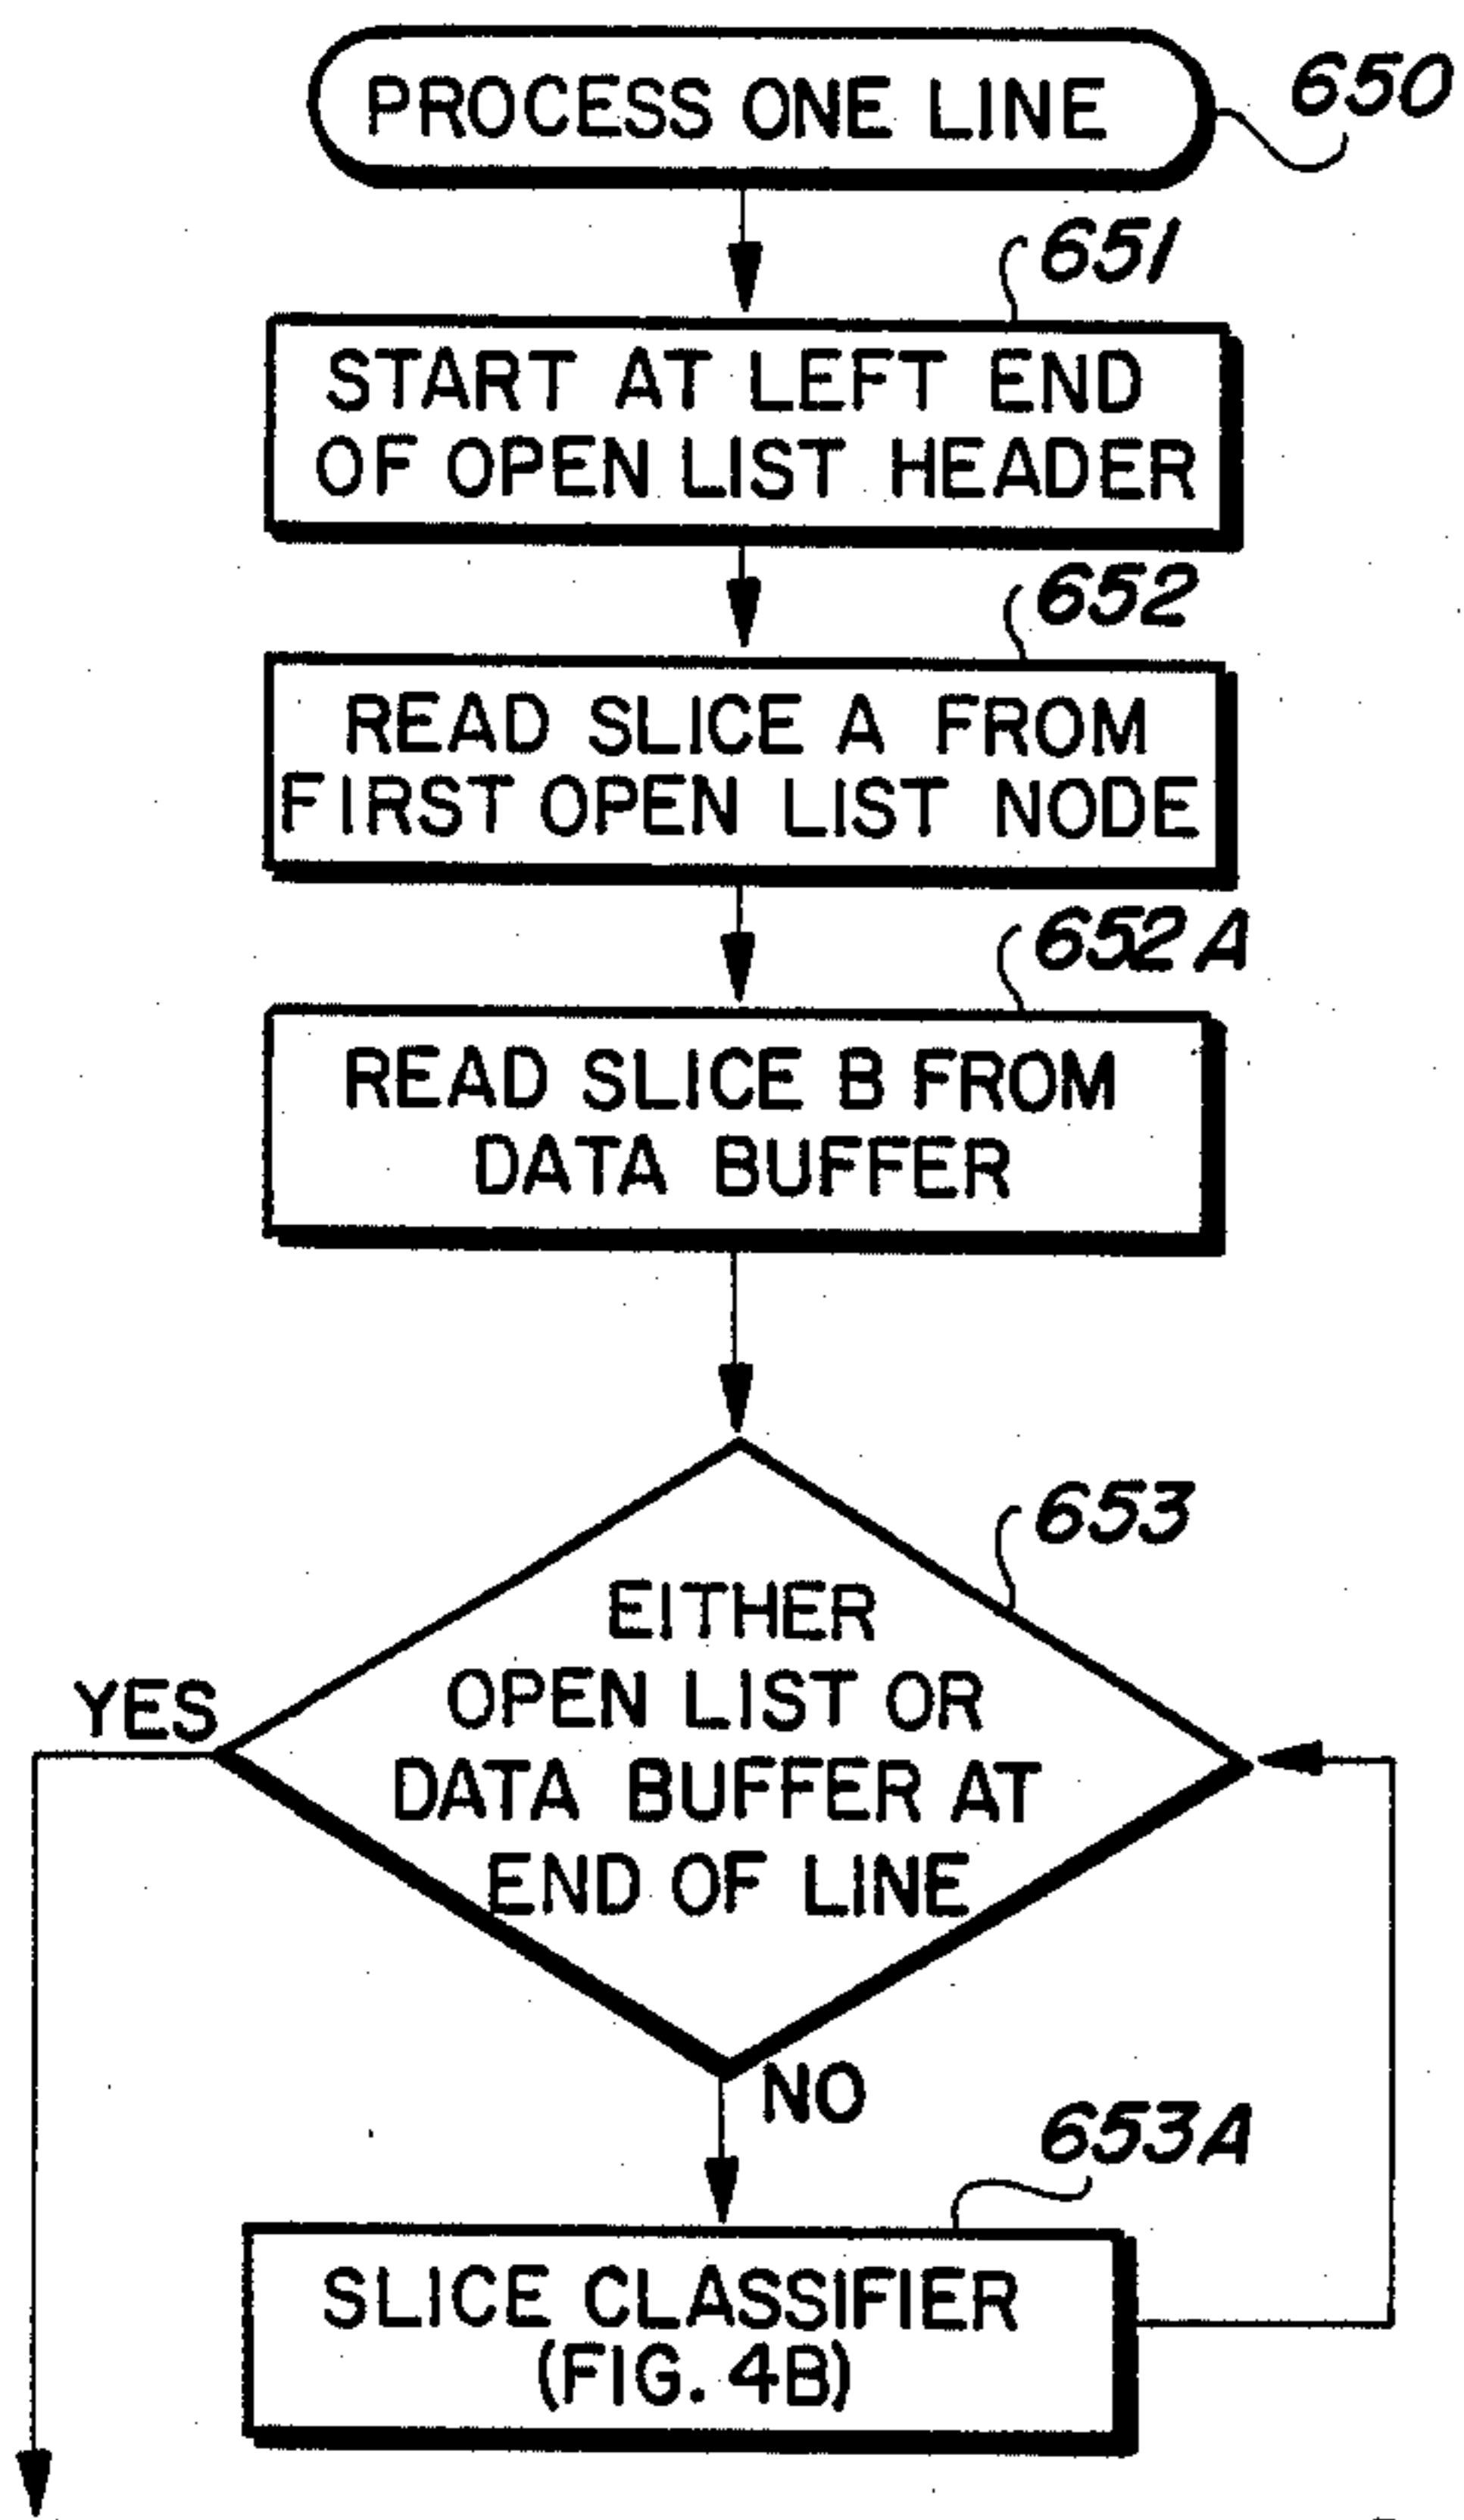 PROCESS ONE LINE
650
651
START AT LEFT END
OF OPEN LIST HEADER
652
READ SLICE A FROM
FIRST OPEN LIST NODE
652A
READ SLICE B FROM
DATA BUFFER
653
EITHER
OPEN LIST OR
DATA BUFFER AT
END OF LINE
YES
NO
653A
SLICE CLASSIFIER
(FIG. 4B)